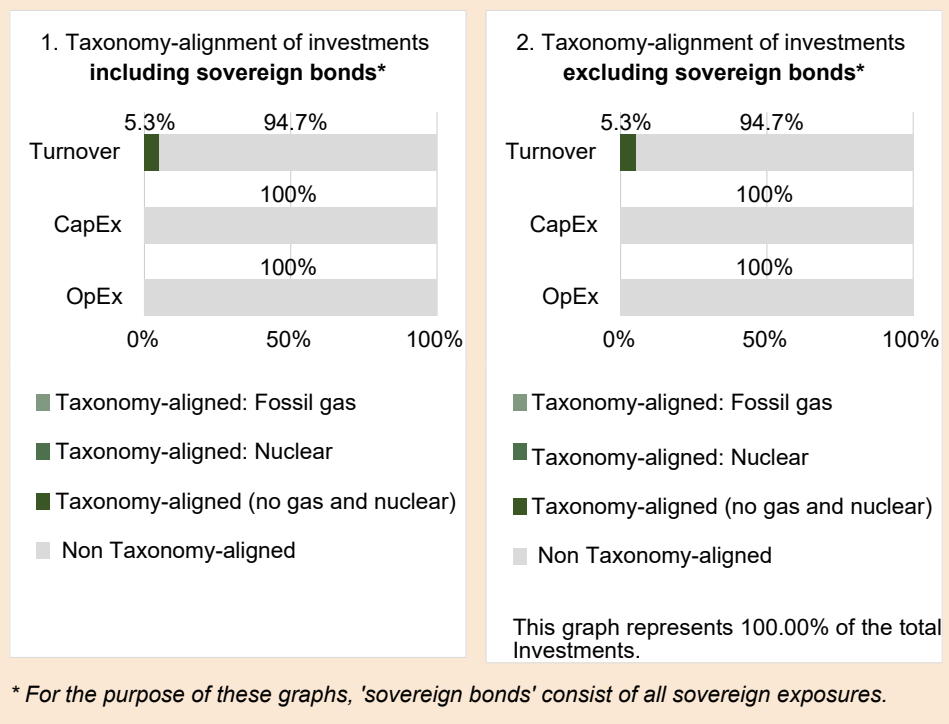 1. Taxonomy-alignment of investments
including sovereign bonds*
5.3% 94.7%
Turnover
100%
CapEx
100%
OpEx
0% 50% 100%
Taxonomy-aligned: Fossil gas
Taxonomy-aligned: Nuclear
Taxonomy-aligned (no gas and nuclear)
Non Taxonomy-aligned
2. Taxonomy-alignment of investments
excluding sovereign bonds*
5.3% 94.7%
Turnover
100%
CapEx
100%
OpEx
0% 50% 100%
Taxonomy-aligned: Fossil gas
Taxonomy-aligned: Nuclear
Taxonomy-aligned (no gas and nuclear)
Non Taxonomy-aligned
This graph represents 100.00% of the total
Investments.
* For the purpose of these graphs, 'sovereign bonds' consist of all sovereign exposures.